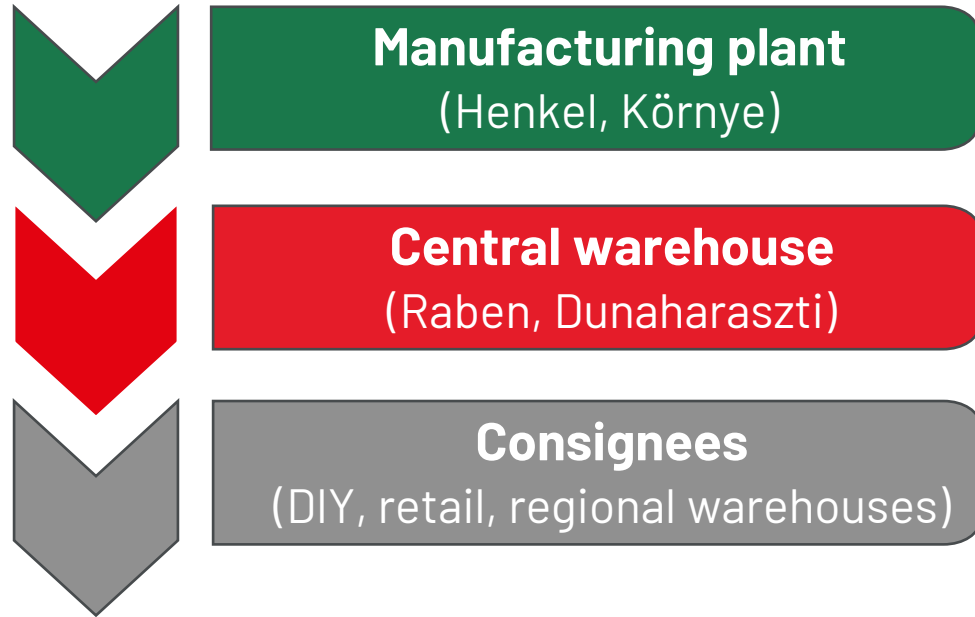 Manufacturing plant
(Henkel, Környe)
Central warehouse
(Raben, Dunaharaszti)
Consignees
(DIY, retail, regional warehouses)